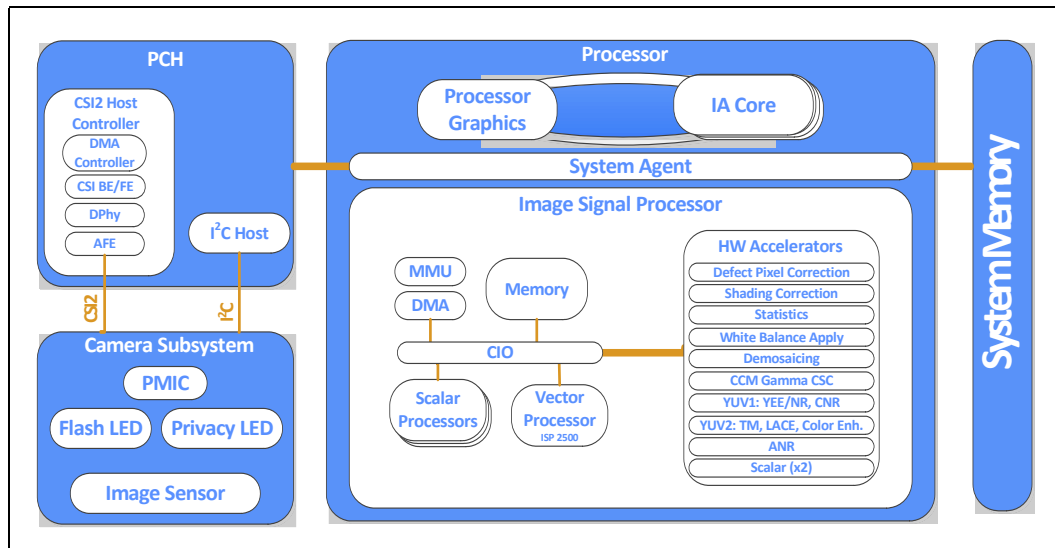 PCH
CSI2 Host
Controller
DMA
Controller
CSI BE/FE
DPhy
AFE
I²C Host
CSI2
I²C
Camera Subsystem
PMIC
Flash LED
Privacy LED
Image Sensor
Processor
Processor
Graphics
IA Core
System Agent
Image Signal Processor
MMU
DMA
Memory
CIO
Scalar
Processors
Vector
Processor
ISP 2500
HW Accelerators
Defect Pixel Correction
Shading Correction
Statistics
White Balance Apply
Demosaicing
CCM Gamma CSC
YUV1: YEE/NR, CNR
YUV2: TM, LACE, Color Enh.
ANR
Scalar (x2)
System Memory